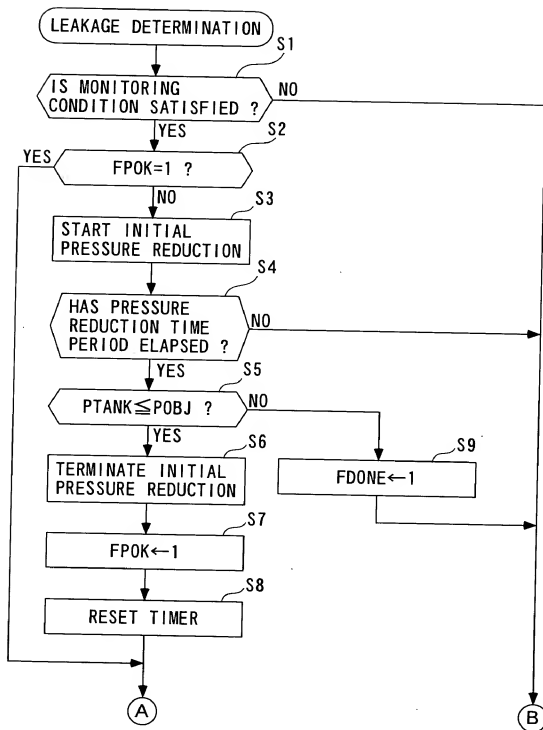 LEAKAGE DETERMINATION
S1
IS MONITORING
CONDITION SATISFIED ?
NO
YES
S2
YES
FPOK=1 ?
NO
S3
START INITIAL
PRESSURE REDUCTION
S4
HAS PRESSURE
REDUCTION TIME
PERIOD ELAPSED ?
NO
YES
S5
PTANK≦POBJ ?
NO
YES
S6
TERMINATE INITIAL
PRESSURE REDUCTION
S9
FDONE←1
S7
FPOK←1
S8
RESET TIMER
A
B